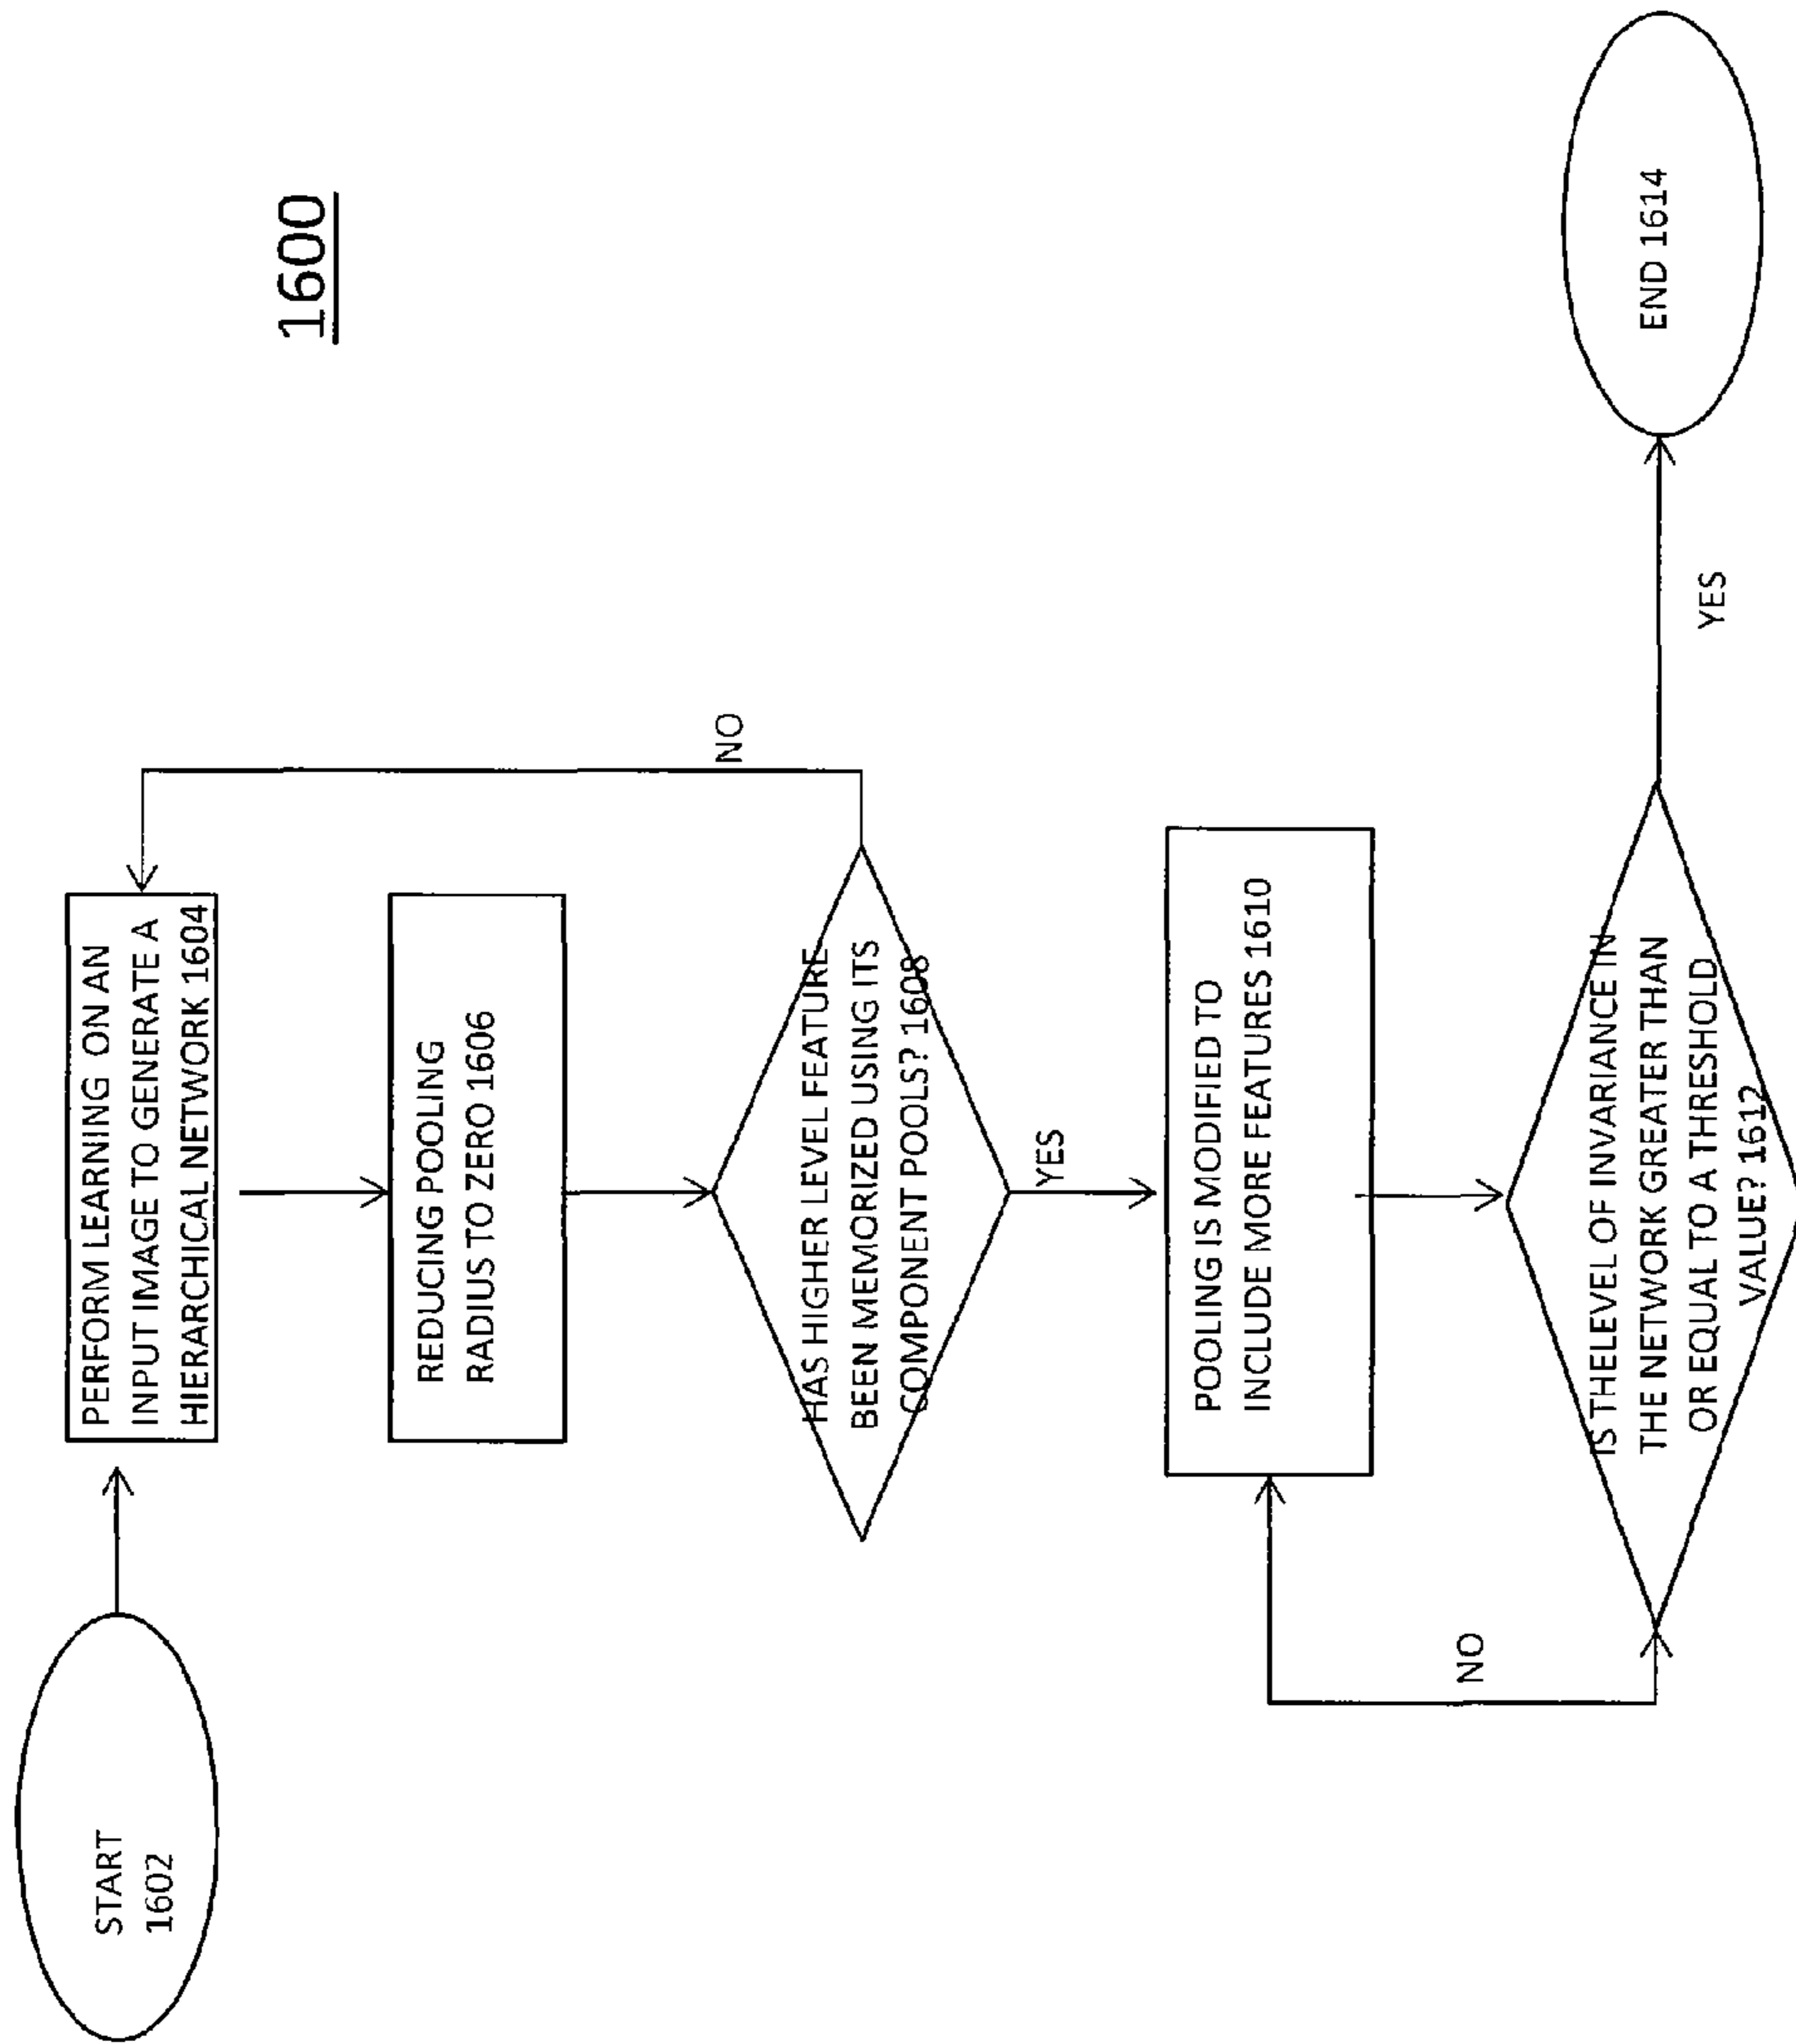 1600
START
1602
PERFORM LEARNING ON AN
INPUT IMAGE TO GENERATE A
HIERARCHICAL NETWORK 1604
REDUCING POOLING
RADIUS TO ZERO 1606
HAS HIGHER LEVEL FEATURE
BEEN MEMORIZED USING ITS
COMPONENT POOLS? 1608
NO
YES
POOLING IS MODIFIED TO
INCLUDE MORE FEATURES 1610
NO
IS THELEVEL OF INVARIANCE IN
THE NETWORK GREATER THAN
OR EQUAL TO A THRESHOLD
VALUE? 1612
YES
END 1614